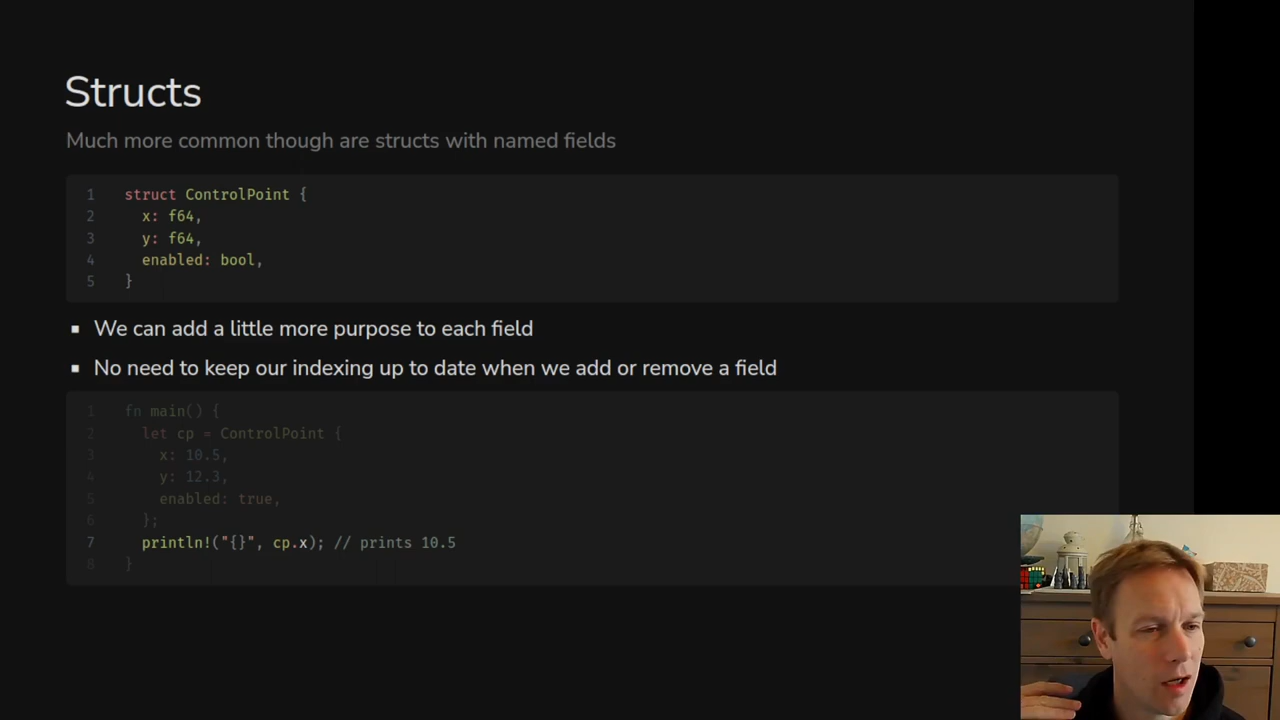 Structs
Much more common though are structs with named fields
1 struct ControlPoint {
2 x: f64,
3 y: f64,
4 enabled: bool,
5 }
▪ We can add a little more purpose to each field
▪ No need to keep our indexing up to date when we add or remove a field
1 fn main() {
2 let cp = ControlPoint {
3 x: 10.5,
4 y: 12.3,
5 enabled: true,
6 };
7 println!("{}", cp.x); // prints 10.5
8 }